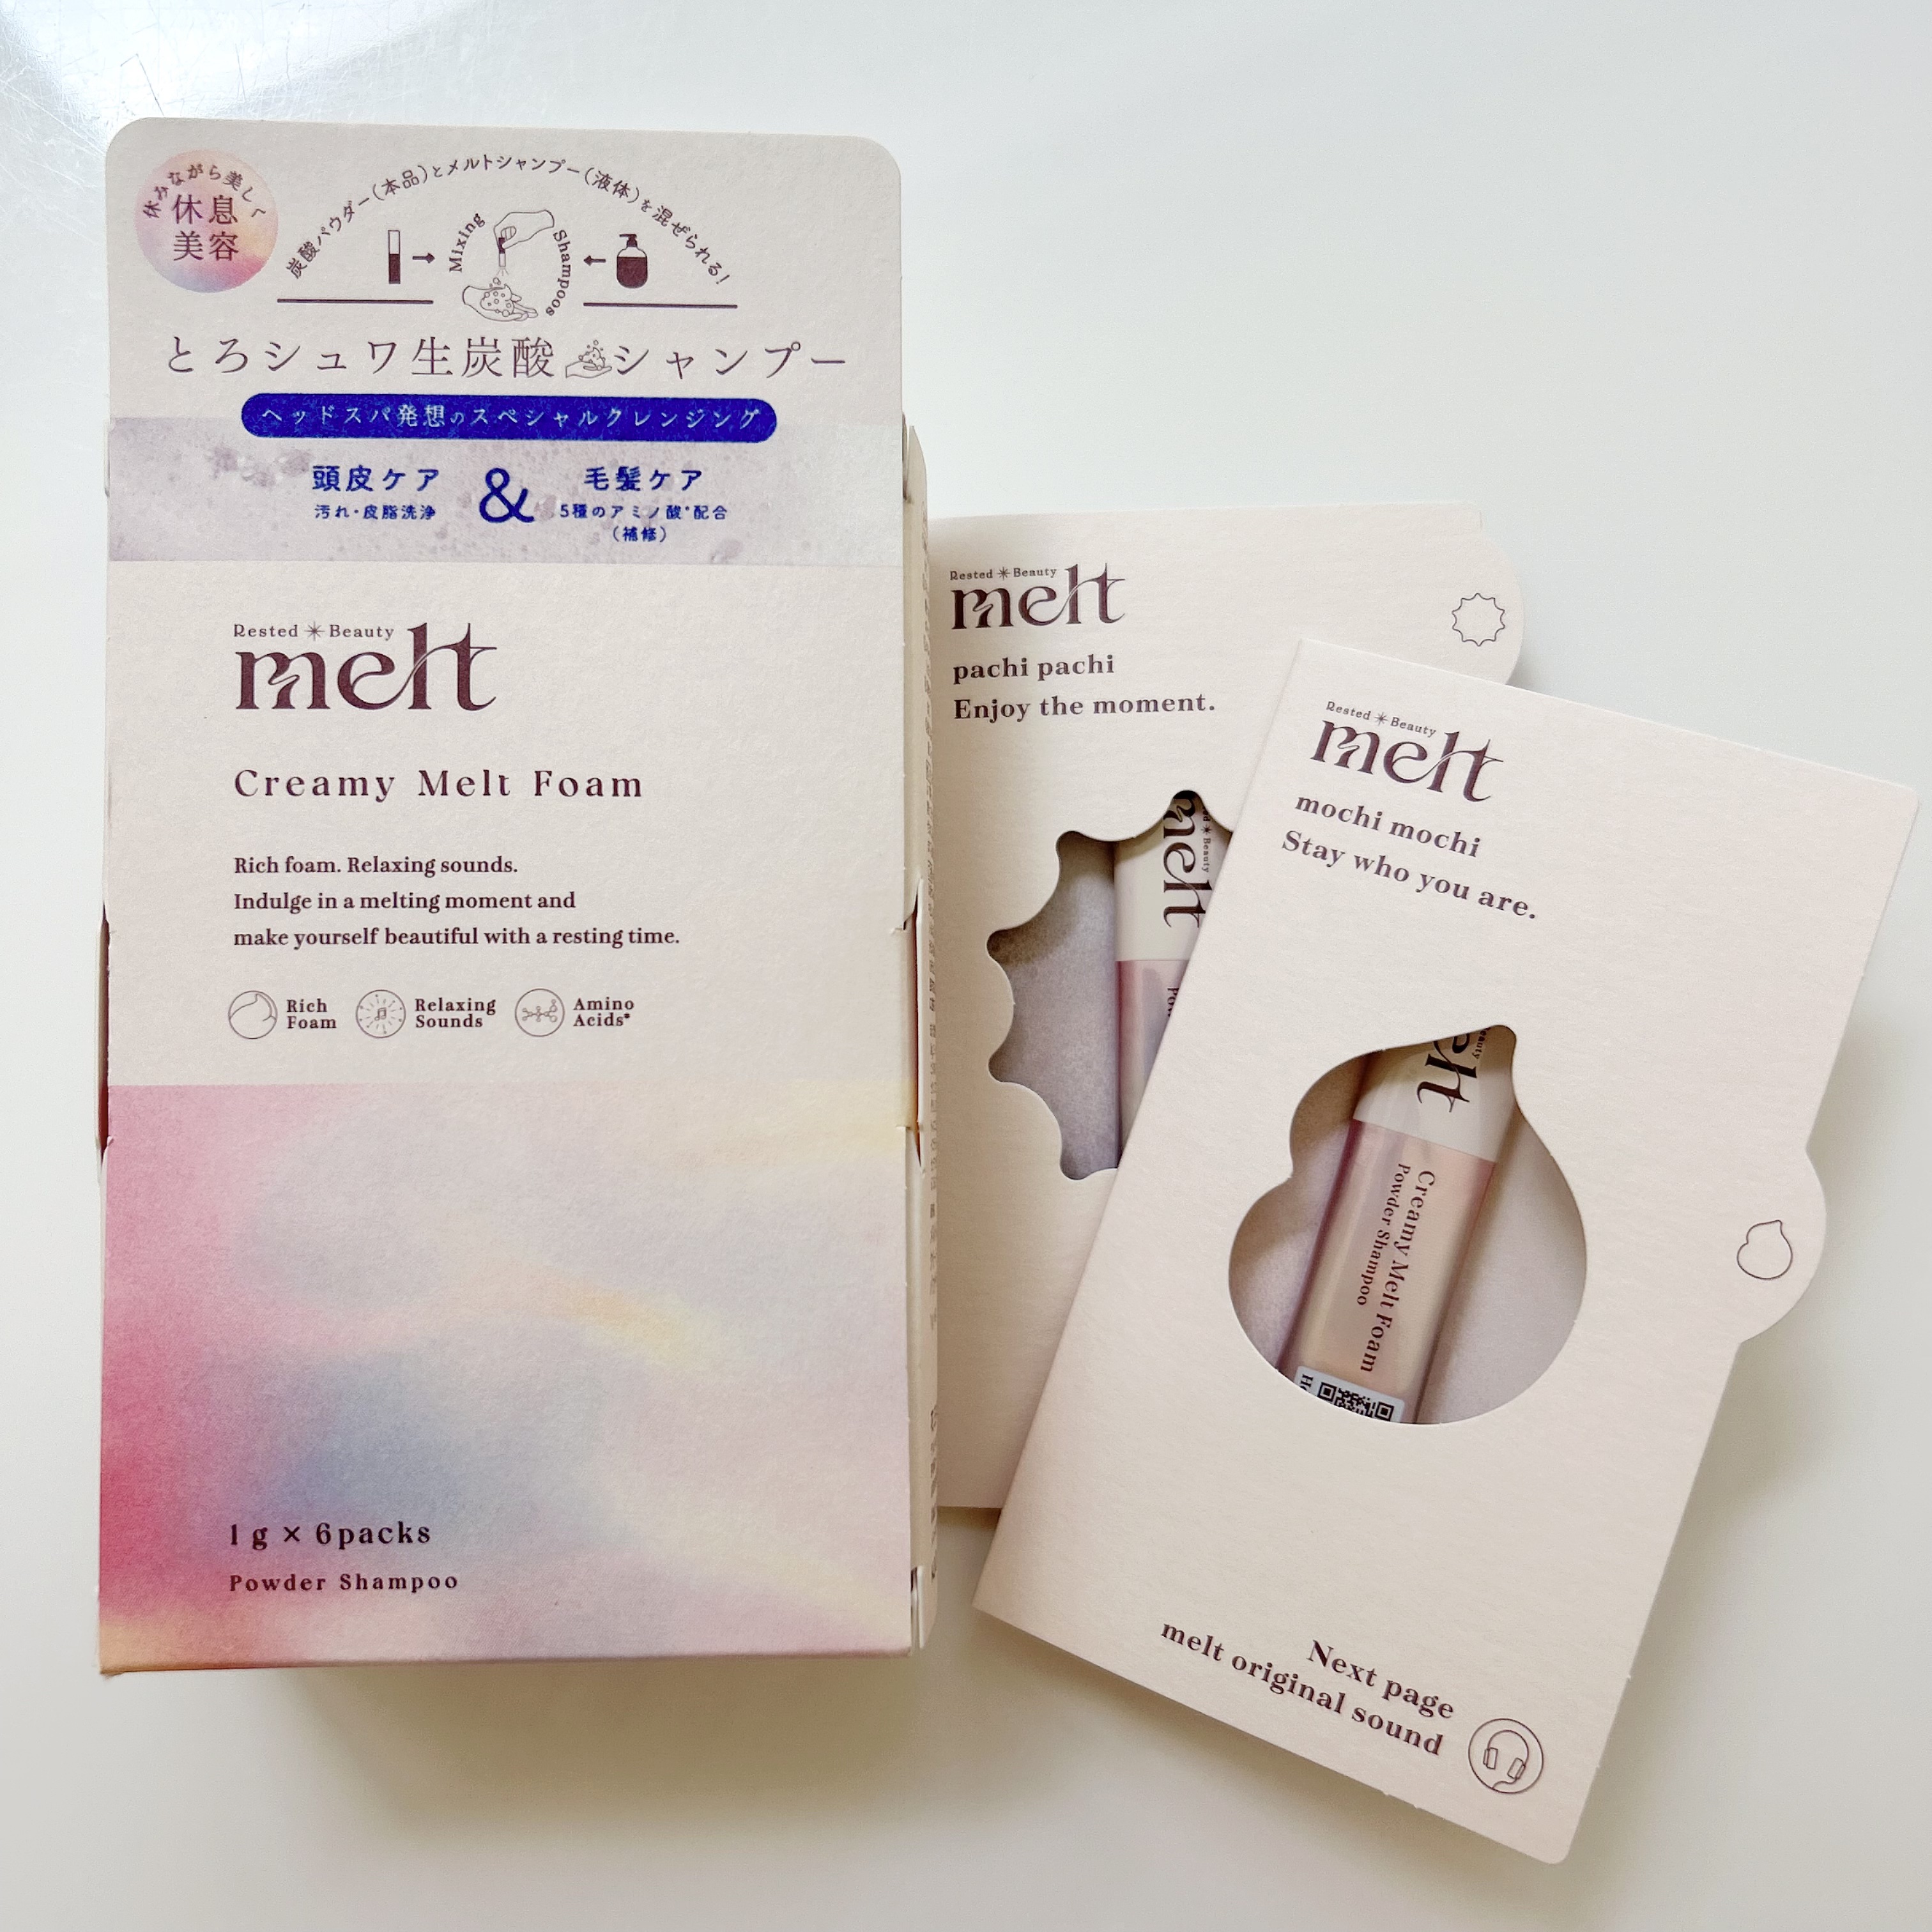 休みながら美しく
休息
美容
炭酸パウダー(本品)とメルトシャンプー(液体)を混ぜられる!
Mixing
Shampoos
とろシュワ生炭酸シャンプー
ヘッドスパ発想のスペシャルクレンジング
頭皮ケア
汚れ・皮脂洗浄
&
毛髪ケア
5種のアミノ酸*配合
(補修)
Rested Beauty
melt
Creamy Melt Foam
Rich foam. Relaxing sounds.
Indulge in a melting moment and
make yourself beautiful with a resting time.
Rich
Foam
Relaxing
Sounds
Amino
Acids*
1 g × 6packs
Powder Shampoo
Rested Beauty
melt
pachi pachi
Enjoy the moment.
melt
Beauty
Rested Beauty
melt
mochi mochi
Stay who you are.
elt
Creamy Melt Foam
Powder Shampoo
Next page
melt original sound